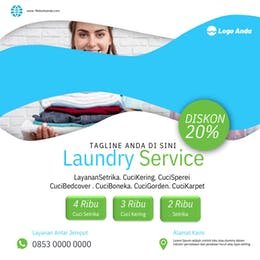 Logo Anda
DISKON
20%
TAGLINE ANDA DI SINI
Laundry Service
LayananSetrika. CuciKering. CuciSperei
CuciBedcover . CuciBoneka. CuciGorden. CuciKarpet
4 Ribu
Cuci Setrika
3 Ribu
Cuci Kering
2 Ribu
Setrika
Layanan Antar Jemput
0853 0000 0000
Alamat Kami